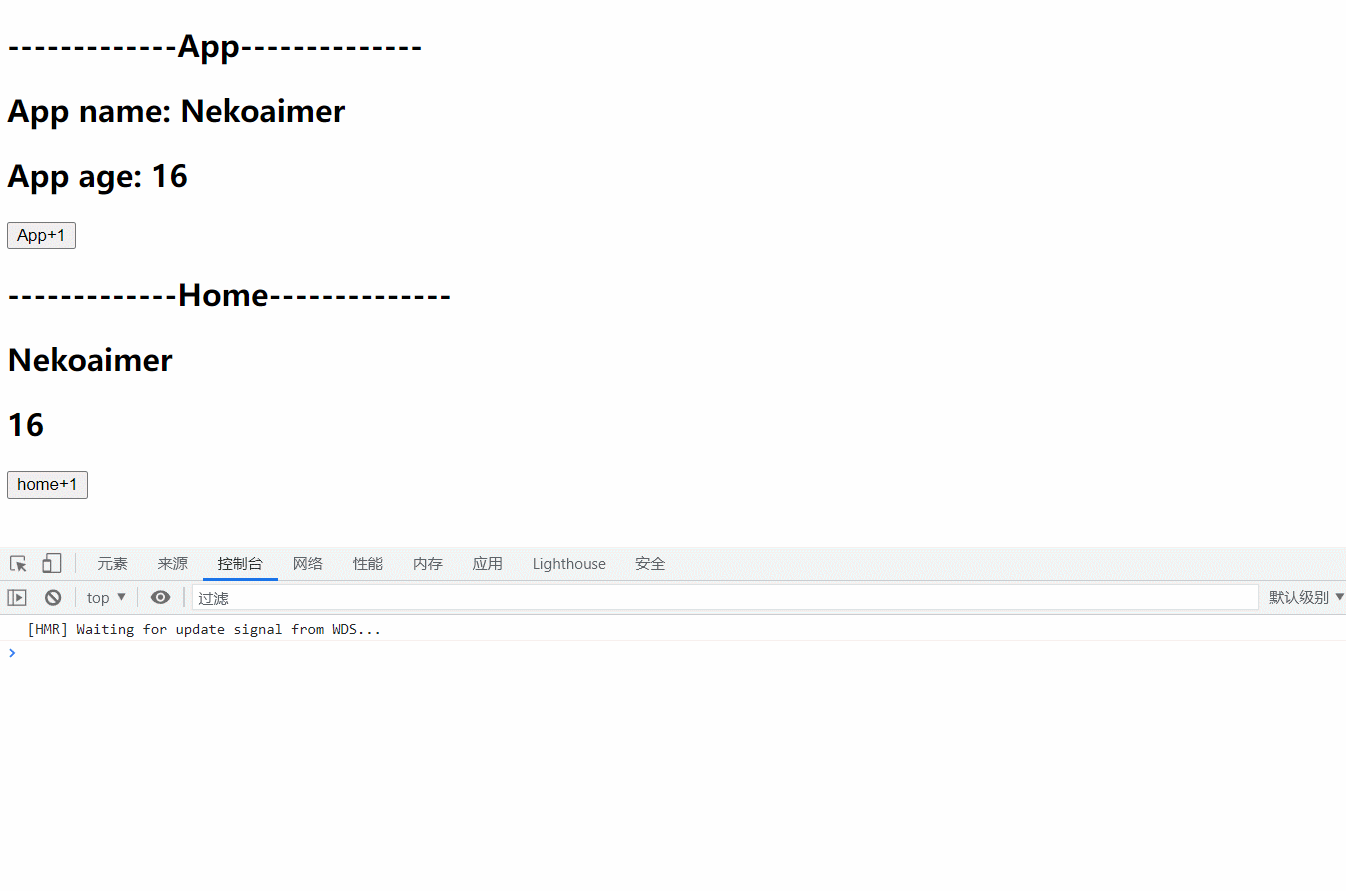 -------------App--------------
App name: Nekoaimer
App age: 16
App+1
-------------Home--------------
Nekoaimer
16
home+1
元素 来源 控制台 网络 性能 内存 应用 Lighthouse 安全
top ▼ 过滤 默认级别 ▼
[HMR] Waiting for update signal from WDS...
>